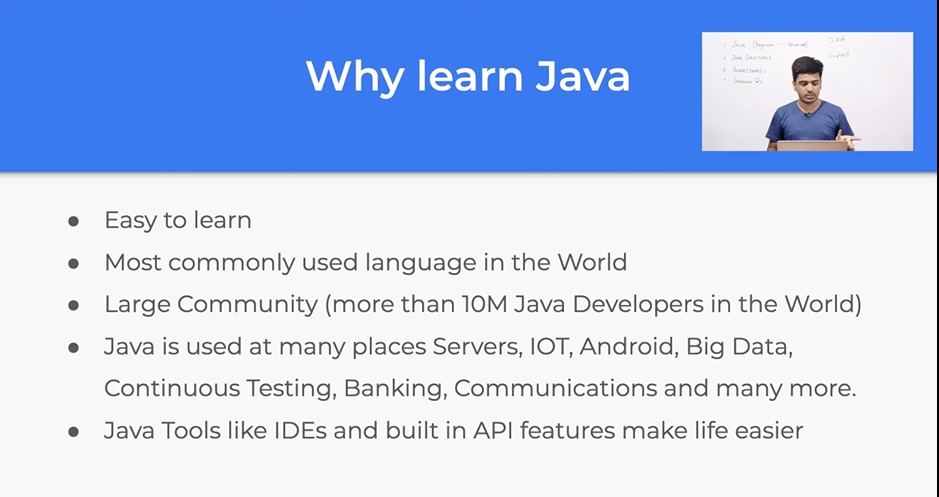 Why learn Java
● Easy to learn
● Most commonly used language in the World
● Large Community (more than 10M Java Developers in the World)
● Java is used at many places Servers, IOT, Android, Big Data,
Continuous Testing, Banking, Communications and many more.
● Java Tools like IDEs and built in API features make life easier